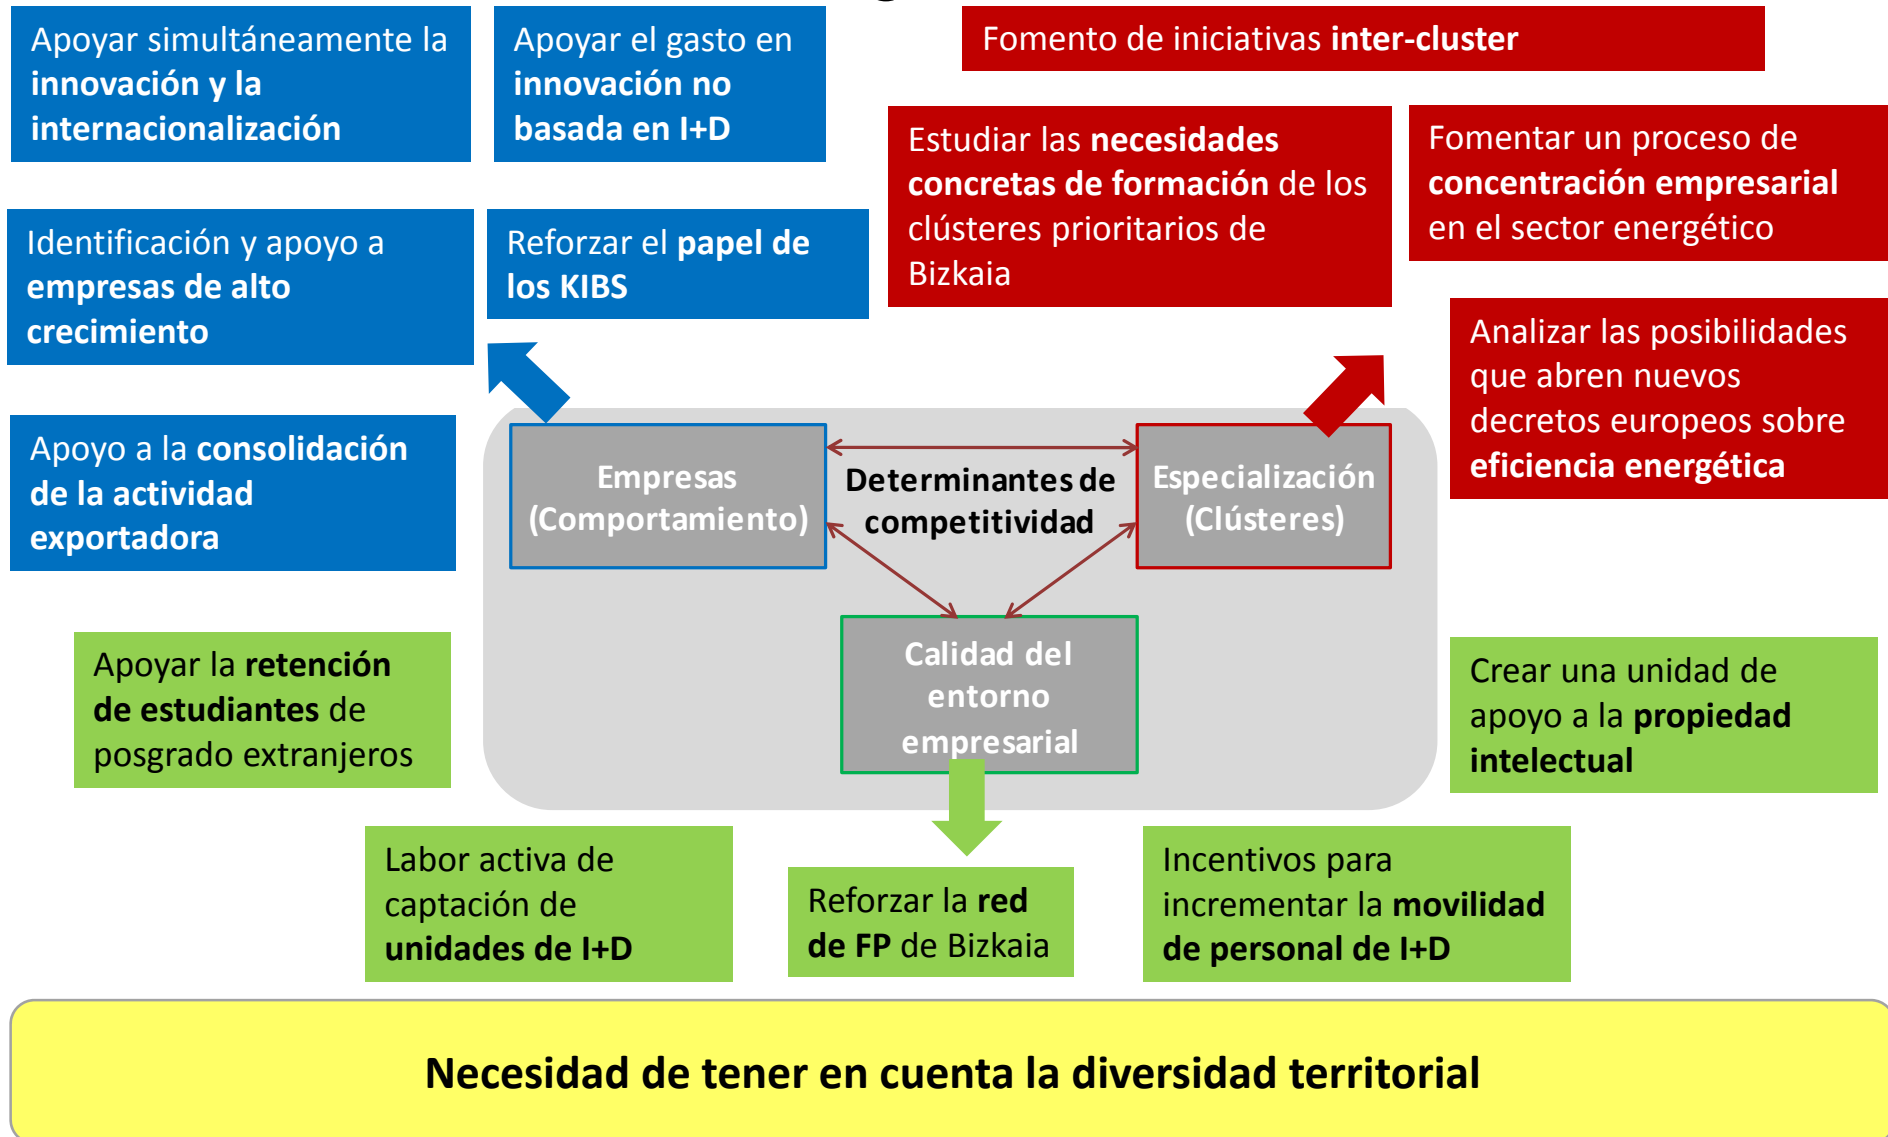 Apoyar simultáneamente la
innovación y la
internacionalización
Apoyar el gasto en
innovación no
basada en I+D
Fomento de iniciativas inter-cluster
Estudiar las necesidades
concretas de formación de los
clústeres prioritarios de
Bizkaia
Fomentar un proceso de
concentración empresarial
en el sector energético
Identificación y apoyo a
empresas de alto
crecimiento
Reforzar el papel de
los KIBS
Analizar las posibilidades
que abren nuevos
decretos europeos sobre
eficiencia energética
Apoyo a la consolidación
de la actividad
exportadora
Empresas
(Comportamiento)
Determinantes de
competitividad
Especialización
(Clústeres)
Calidad del
entorno
empresarial
Apoyar la retención
de estudiantes de
posgrado extranjeros
Crear una unidad de
apoyo a la propiedad
intelectual
Labor activa de
captación de
unidades de I+D
Reforzar la red
de FP de Bizkaia
Incentivos para
incrementar la movilidad
de personal de I+D
Necesidad de tener en cuenta la diversidad territorial